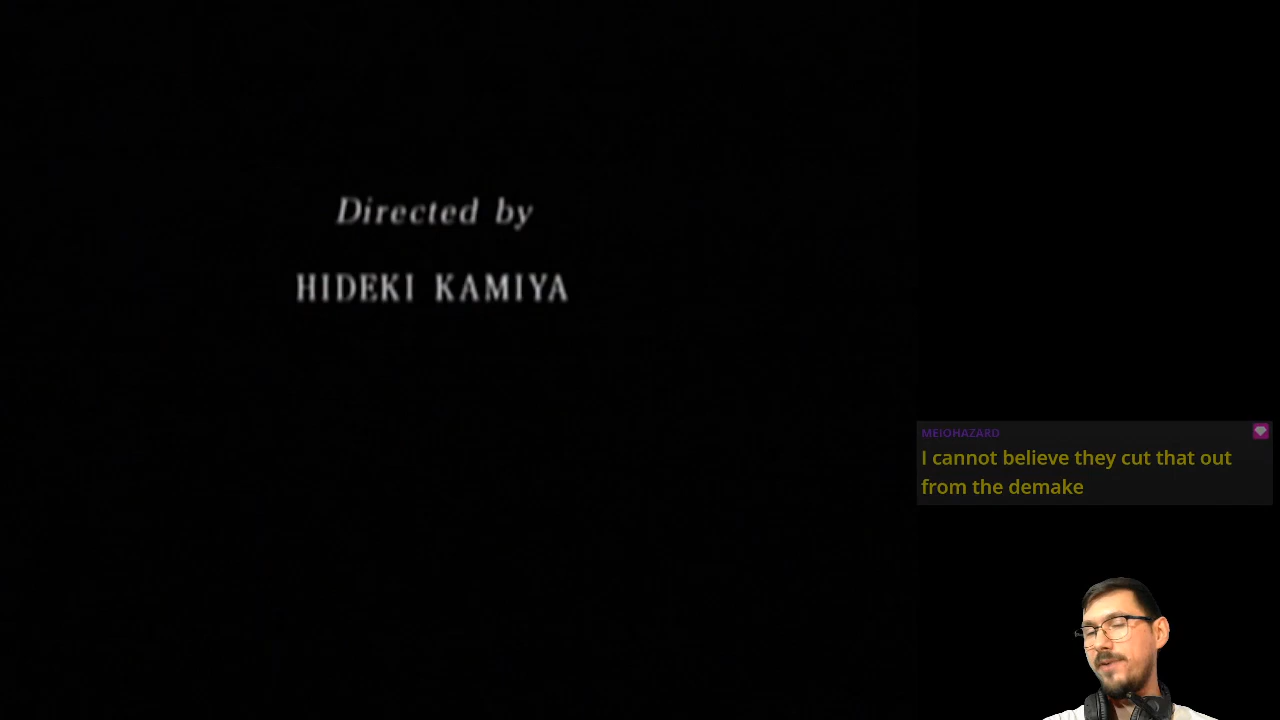 Directed by
HIDEKI KAMIYA
MEIOHAZARD
I cannot believe they cut that out
from the demake